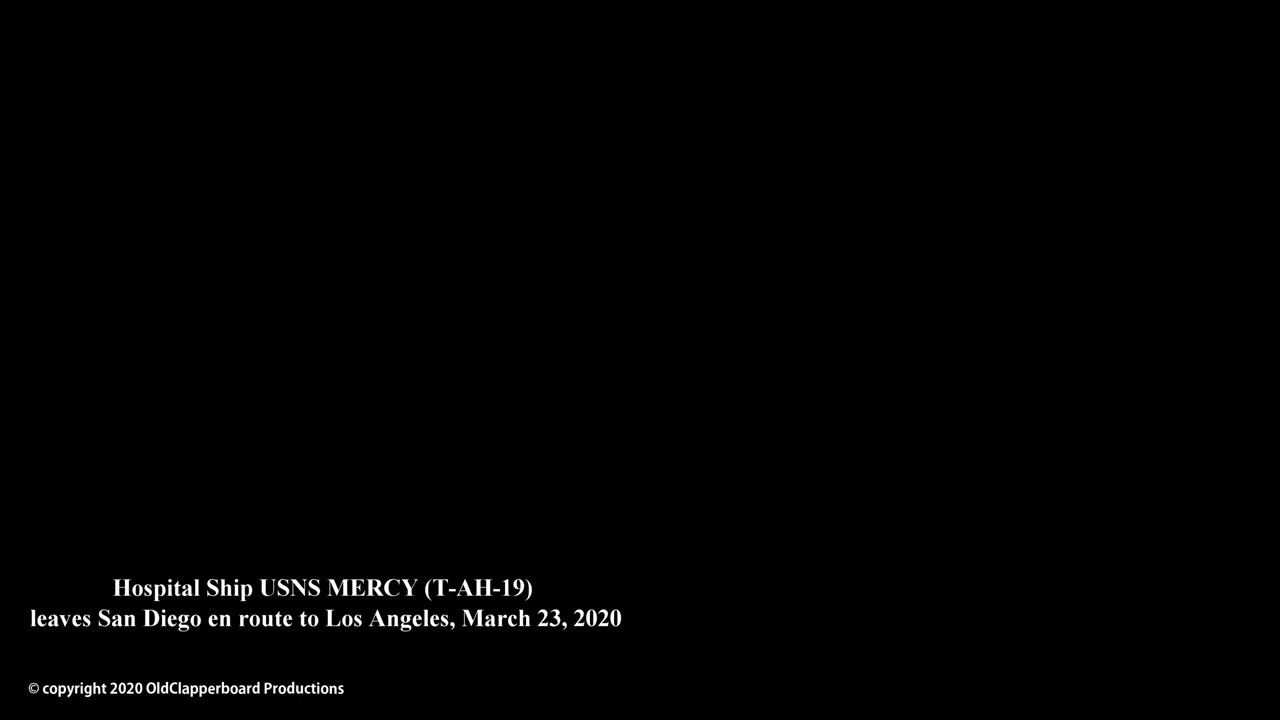 Hospital Ship USNS MERCY (T-AH-19)
leaves San Diego en route to Los Angeles, March 23, 2020
© copyright 2020 OldClapperboard Productions